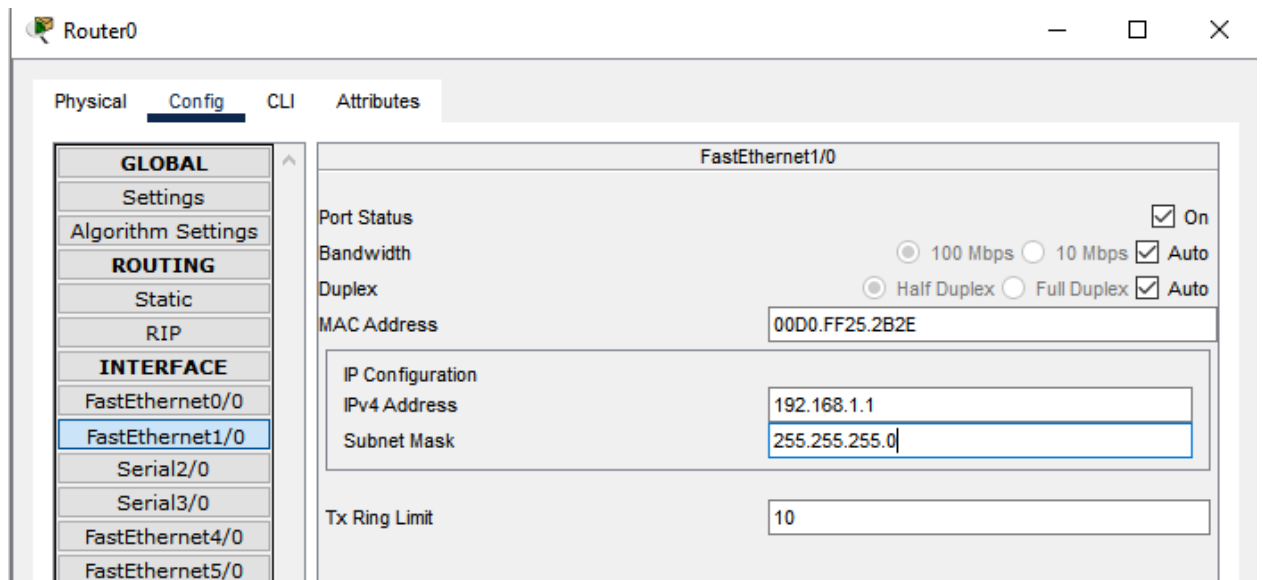 Router0
Physical Config CLI Attributes
GLOBAL
Settings
Algorithm Settings
ROUTING
Static
RIP
INTERFACE
FastEthernet0/0
FastEthernet1/0
Serial2/0
Serial3/0
FastEthernet4/0
FastEthernet5/0
FastEthernet1/0
Port Status On
Bandwidth 100 Mbps 10 Mbps Auto
Duplex Half Duplex Full Duplex Auto
MAC Address 00D0.FF25.2B2E
IP Configuration
IPv4 Address 192.168.1.1
Subnet Mask 255.255.255.0
Tx Ring Limit 10